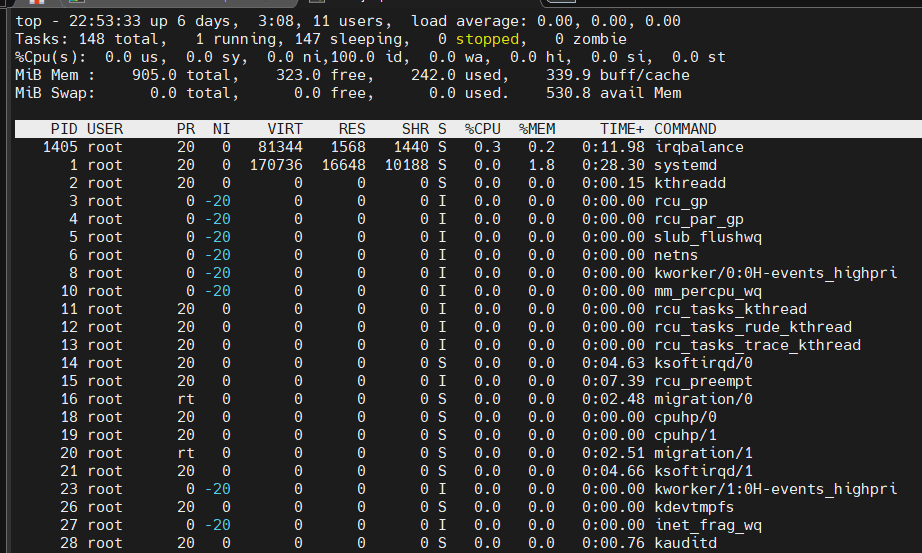 top - 22:53:33 up 6 days,  3:08, 11 users,  load average: 0.00, 0.00, 0.00
Tasks: 148 total,   1 running, 147 sleeping,   0 stopped,   0 zombie
%Cpu(s):  0.0 us,  0.0 sy,  0.0 ni,100.0 id,  0.0 wa,  0.0 hi,  0.0 si,  0.0 st
MiB Mem :    905.0 total,    323.0 free,    242.0 used,    339.9 buff/cache
MiB Swap:      0.0 total,      0.0 free,      0.0 used.    530.8 avail Mem
    PID USER      PR  NI    VIRT    RES    SHR S  %CPU  %MEM     TIME+ COMMAND
   1405 root      20   0   81344   1568   1440 S   0.3   0.2   0:11.98 irqbalance
      1 root      20   0  170736  16648  10188 S   0.0   1.8   0:28.30 systemd
      2 root      20   0       0      0      0 S   0.0   0.0   0:00.15 kthreadd
      3 root       0 -20       0      0      0 I   0.0   0.0   0:00.00 rcu_gp
      4 root       0 -20       0      0      0 I   0.0   0.0   0:00.00 rcu_par_gp
      5 root       0 -20       0      0      0 I   0.0   0.0   0:00.00 slub_flushwq
      6 root       0 -20       0      0      0 I   0.0   0.0   0:00.00 netns
      8 root       0 -20       0      0      0 I   0.0   0.0   0:00.00 kworker/0:0H-events_highpri
     10 root       0 -20       0      0      0 I   0.0   0.0   0:00.00 mm_percpu_wq
     11 root      20   0       0      0      0 I   0.0   0.0   0:00.00 rcu_tasks_kthread
     12 root      20   0       0      0      0 I   0.0   0.0   0:00.00 rcu_tasks_rude_kthread
     13 root      20   0       0      0      0 I   0.0   0.0   0:00.00 rcu_tasks_trace_kthread
     14 root      20   0       0      0      0 S   0.0   0.0   0:04.63 ksoftirqd/0
     15 root      20   0       0      0      0 I   0.0   0.0   0:07.39 rcu_preempt
     16 root      rt   0       0      0      0 S   0.0   0.0   0:02.48 migration/0
     18 root      20   0       0      0      0 S   0.0   0.0   0:00.00 cpuhp/0
     19 root      20   0       0      0      0 S   0.0   0.0   0:00.00 cpuhp/1
     20 root      rt   0       0      0      0 S   0.0   0.0   0:02.51 migration/1
     21 root      20   0       0      0      0 S   0.0   0.0   0:04.66 ksoftirqd/1
     23 root       0 -20       0      0      0 I   0.0   0.0   0:00.00 kworker/1:0H-events_highpri
     26 root      20   0       0      0      0 S   0.0   0.0   0:00.00 kdevtmpfs
     27 root       0 -20       0      0      0 I   0.0   0.0   0:00.00 inet_frag_wq
     28 root      20   0       0      0      0 S   0.0   0.0   0:00.76 kauditd